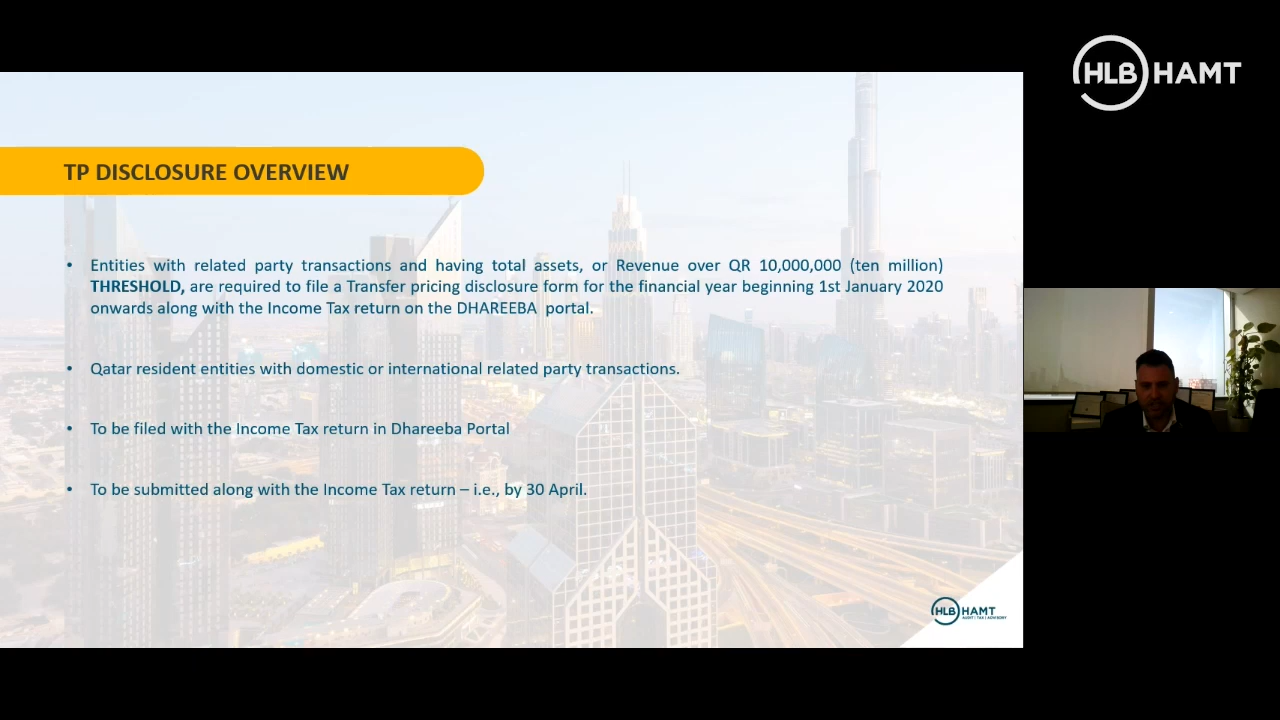 HLB HAMT
TP DISCLOSURE OVERVIEW
• Entities with related party transactions and having total assets, or Revenue over QR 10,000,000 (ten million)
THRESHOLD, are required to file a Transfer pricing disclosure form for the financial year beginning 1st January 2020
onwards along with the Income Tax return on the DHAREEBA portal.
• Qatar resident entities with domestic or international related party transactions.
• To be filed with the Income Tax return in Dhareeba Portal
• To be submitted along with the Income Tax return – i.e., by 30 April.
HLB HAMT
AUDIT | TAX | ADVISORY